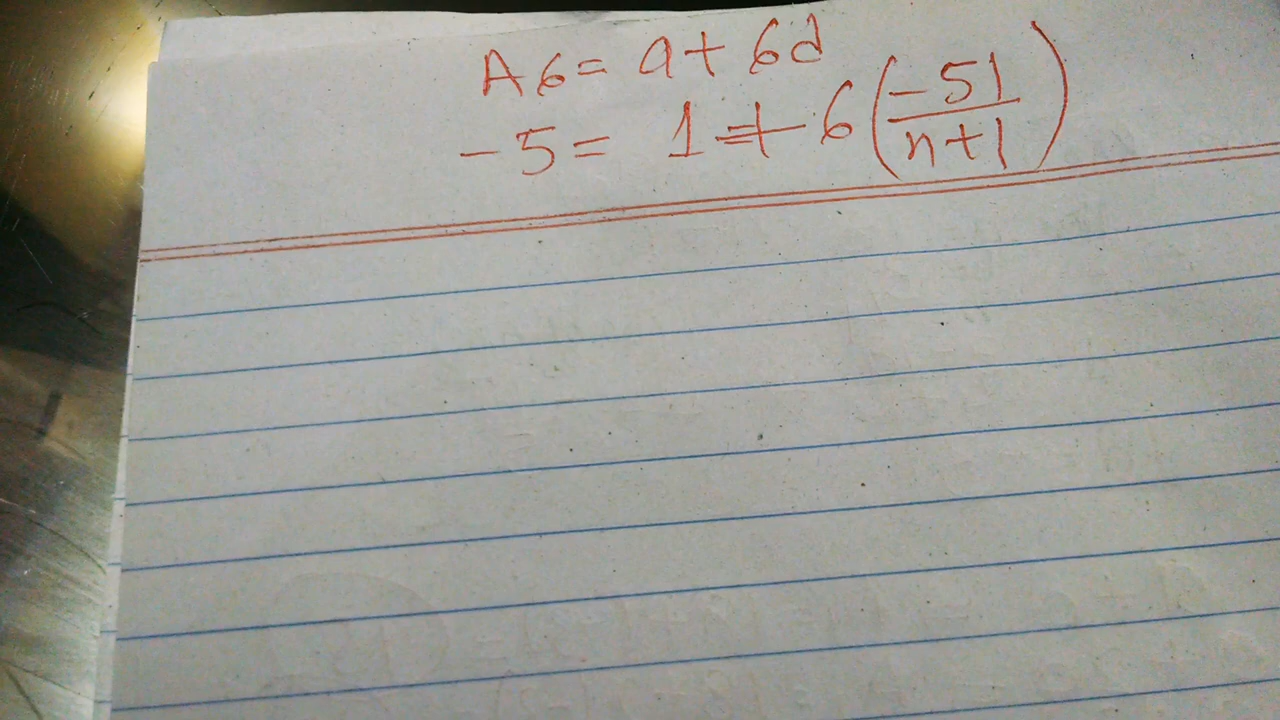 A6 = a + 6d
-5 = 1 + 6(-51/n+1)